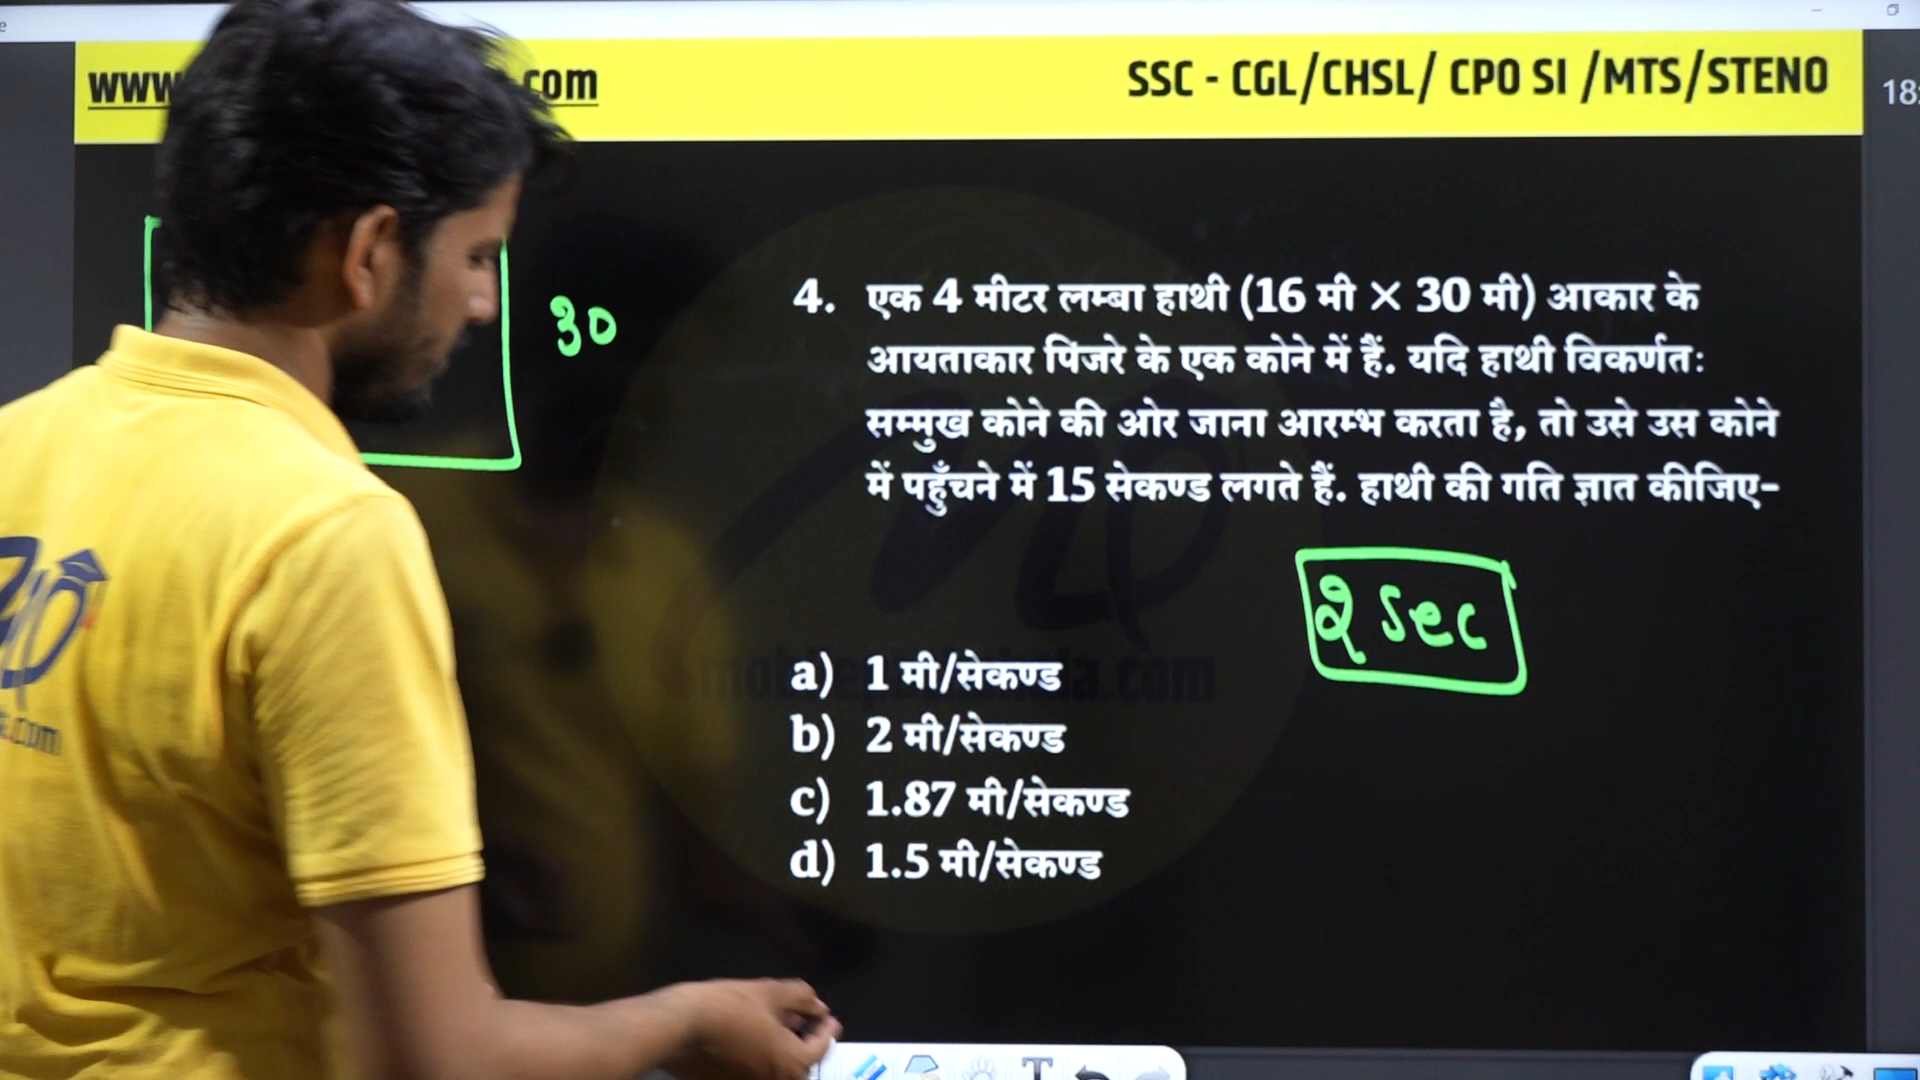 www .com
SSC - CGL/CHSL/ CPO SI /MTS/STENO
18:
30
4. एक 4 मीटर लम्बा हाथी (16 मी × 30 मी) आकार के
आयताकार पिंजरे के एक कोने में हैं. यदि हाथी विकर्णतः
सम्मुख कोने की ओर जाना आरम्भ करता है, तो उसे उस कोने
में पहुँचने में 15 सेकण्ड लगते हैं. हाथी की गति ज्ञात कीजिए-
2 sec
a) 1 मी/सेकण्ड
b) 2 मी/सेकण्ड
c) 1.87 मी/सेकण्ड
d) 1.5 मी/सेकण्ड
.com